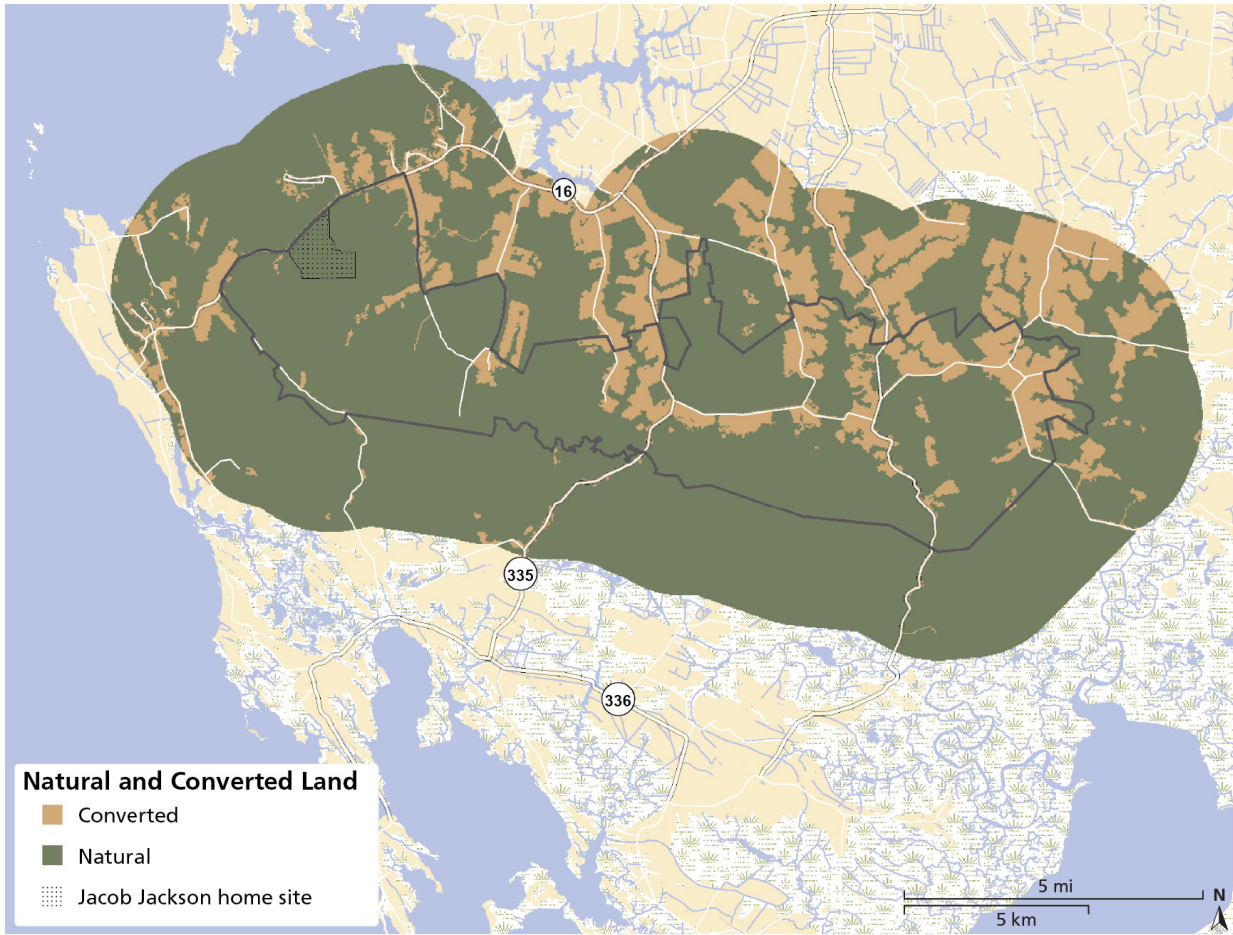 16
335
336
Natural and Converted Land
Converted
Natural
Jacob Jackson home site
5 mi
5 km
N